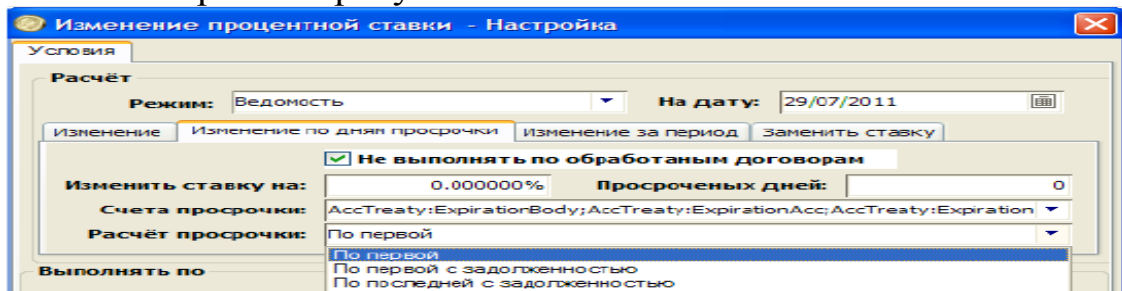 Изменение процентной ставки - Настройка
Условия
Расчёт
Режим: Ведомость На дату: 29/07/2011
Изменение Изменение по дням просрочки Изменение за период Заменить ставку
Не выполнять по обработаным договорам
Изменить ставку на: 0.000000% Просроченых дней: 0
Счета просрочки: AccTreaty:ExpirationBody;AccTreaty:ExpirationAcc;AccTreaty:Expiration
Расчёт просрочки: По первой
По первой
По первой с задолженностью
Выполнять по
По последней с задолженностью